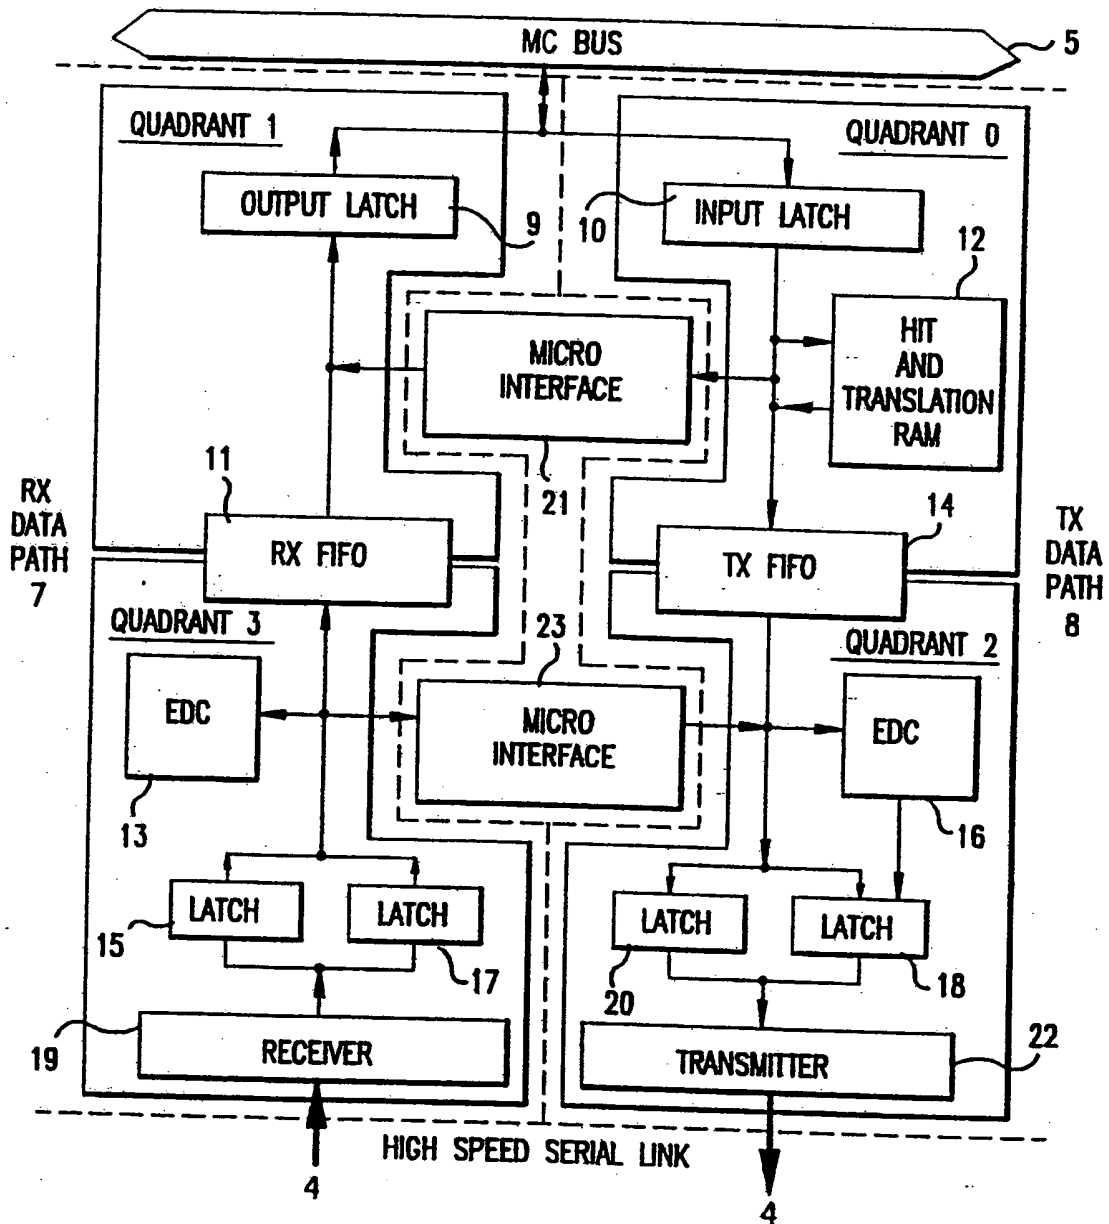 MC BUS
5
QUADRANT 1
QUADRANT 0
OUTPUT LATCH
9
10
INPUT LATCH
12
HIT
AND
TRANSLATION
RAM
MICRO
INTERFACE
21
11
RX FIFO
14
TX FIFO
RX
DATA
PATH
7
TX
DATA
PATH
8
QUADRANT 3
23
QUADRANT 2
EDC
13
MICRO
INTERFACE
EDC
16
LATCH
15
LATCH
17
LATCH
20
LATCH
18
19
RECEIVER
TRANSMITTER
22
HIGH SPEED SERIAL LINK
4
4